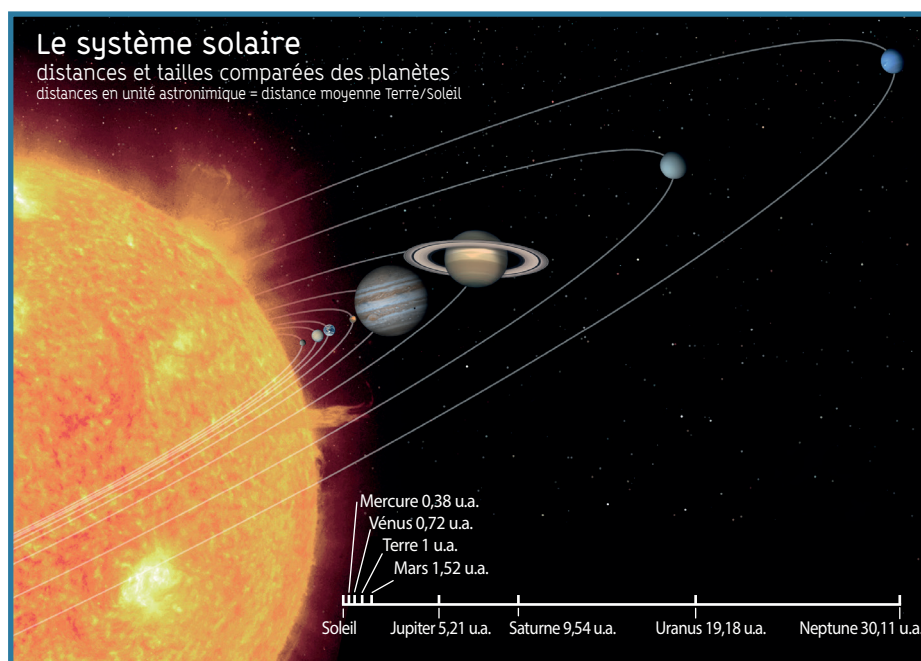 Le système solaire
distances et tailles comparées des planètes
distances en unité astronimique = distance moyenne Terre/Soleil
Mercure 0,38 u.a.
Vénus 0,72 u.a.
Terre 1 u.a.
Mars 1,52 u.a.
Soleil Jupiter 5,21 u.a. Saturne 9,54 u.a. Uranus 19,18 u.a. Neptune 30,11 u.a.